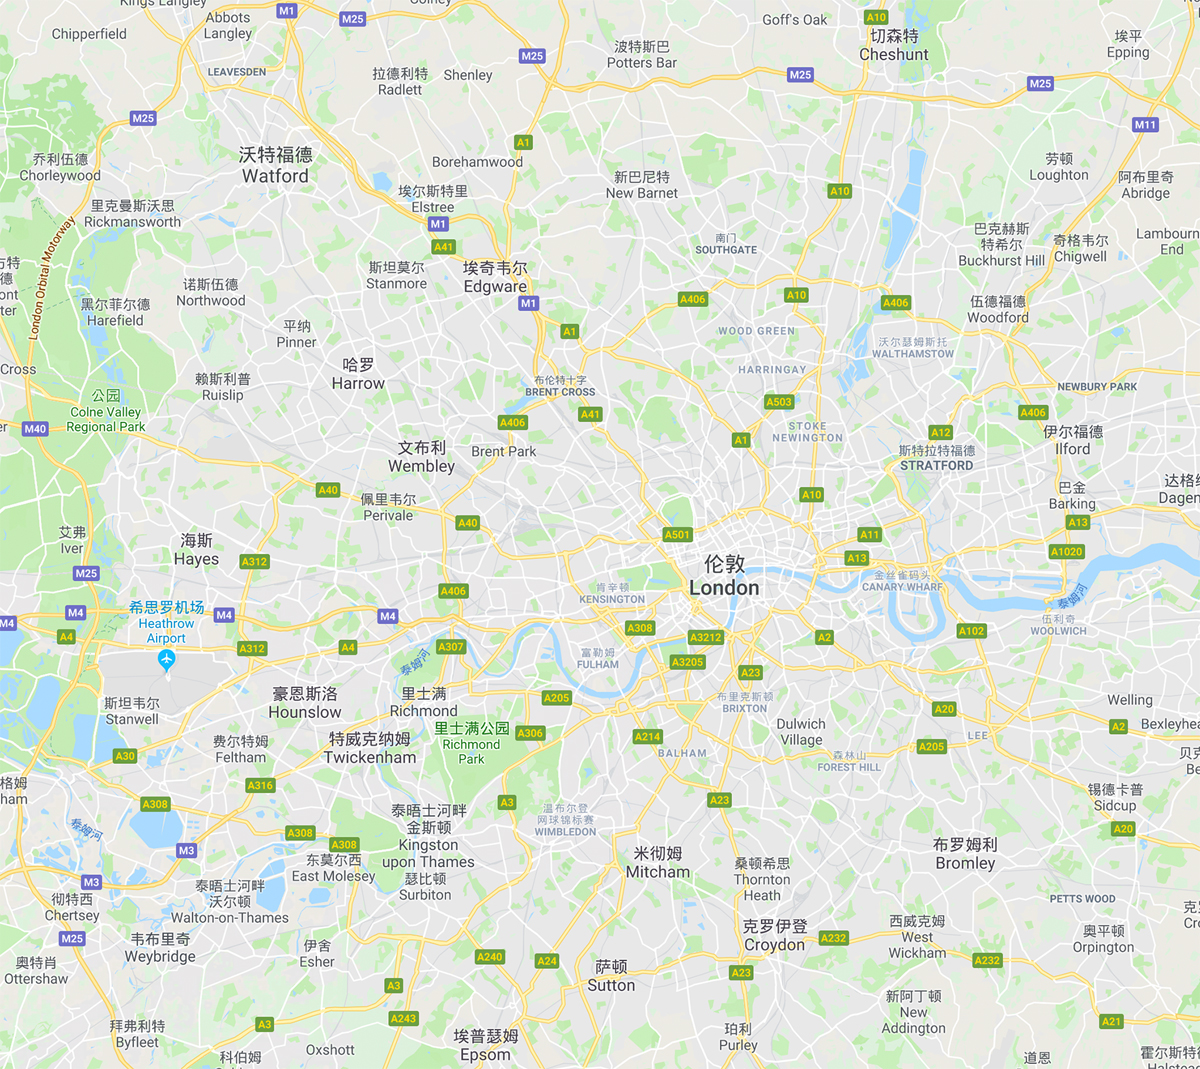 Kings Langley
Abbots
Langley
M1
M25
Chipperfield
LEAVESDEN
拉德利特
Radlett
Shenley
M25
波特斯巴
Potters Bar
Goff's Oak
A10
切森特
Cheshunt
M25
M25
埃平
Epping
M11
M25
乔利伍德
Chorleywood
沃特福德
Watford
A1
Borehamwood
埃尔斯特里
Elstree
新巴尼特
New Barnet
A10
劳顿
Loughton
阿布里奇
Abridge
里克曼斯沃思
Rickmansworth
M1
A41
London Orbital Motorway
南门
SOUTHGATE
巴克赫斯
特希尔
Buckhurst Hill
奇格韦尔
Chigwell
Lambourn
End
诺斯伍德
Northwood
斯坦莫尔
Stanmore
埃奇韦尔
Edgware
M1
黑尔菲尔德
Harefield
A406
A10
A406
伍德福德
Woodford
平纳
Pinner
A1
WOOD GREEN
沃尔瑟姆斯托
WALTHAMSTOW
Cross
哈罗
Harrow
赖斯利普
Ruislip
布伦特十字
BRENT CROSS
HARRINGAY
NEWBURY PARK
公园
Colne Valley
Regional Park
M40
A406
A41
A503
A406
STOKE
NEWINGTON
A1
A12
伊尔福德
Ilford
文布利
Wembley
Brent Park
斯特拉特福德
STRATFORD
A40
佩里韦尔
Perivale
A10
巴金
Barking
A40
A501
A13
艾弗
Iver
海斯
Hayes
A312
A11
A13
A1020
M25
伦敦
London
A406
肯辛顿
KENSINGTON
金丝雀码头
CANARY WHARF
泰晤河
M4
希思罗机场
Heathrow
Airport
A312
M4
M4
M4
A4
A4
A307
A308
A3212
A2
A102
伍利奇
WOOLWICH
泰姆河
富勒姆
FULHAM
A3205
A23
斯坦韦尔
Stanwell
豪恩斯洛
Hounslow
里士满
Richmond
A205
布里克斯顿
BRIXTON
A20
Welling
A2
里士满公园
Richmond
Park
A306
A214
Dulwich
Village
LEE
A205
A30
费尔特姆
Feltham
特威克纳姆
Twickenham
BALHAM
森林山
FOREST HILL
A316
A308
A3
A23
锡德卡普
Sidcup
泰姆河
泰晤士河畔
金斯顿
Kingston
upon Thames
温布尔登
网球锦标赛
WIMBLEDON
A20
A308
A308
M3
东莫尔西
East Molesey
瑟比顿
Surbiton
米彻姆
Mitcham
桑顿希思
Thornton
Heath
布罗姆利
Bromley
M3
彻特西
Chertsey
泰晤士河畔
沃尔顿
Walton-on-Thames
PETTS WOOD
M25
韦布里奇
Weybridge
伊舍
Esher
克罗伊登
Croydon
A232
西威克姆
West
Wickham
奥平顿
Orpington
奥特肖
Ottershaw
A240
A24
萨顿
Sutton
A23
A232
A3
新阿丁顿
New
Addington
A3
A243
A21
拜弗利特
Byfleet
埃普瑟姆
Epsom
珀利
Purley
科伯姆
Oxshott
道恩